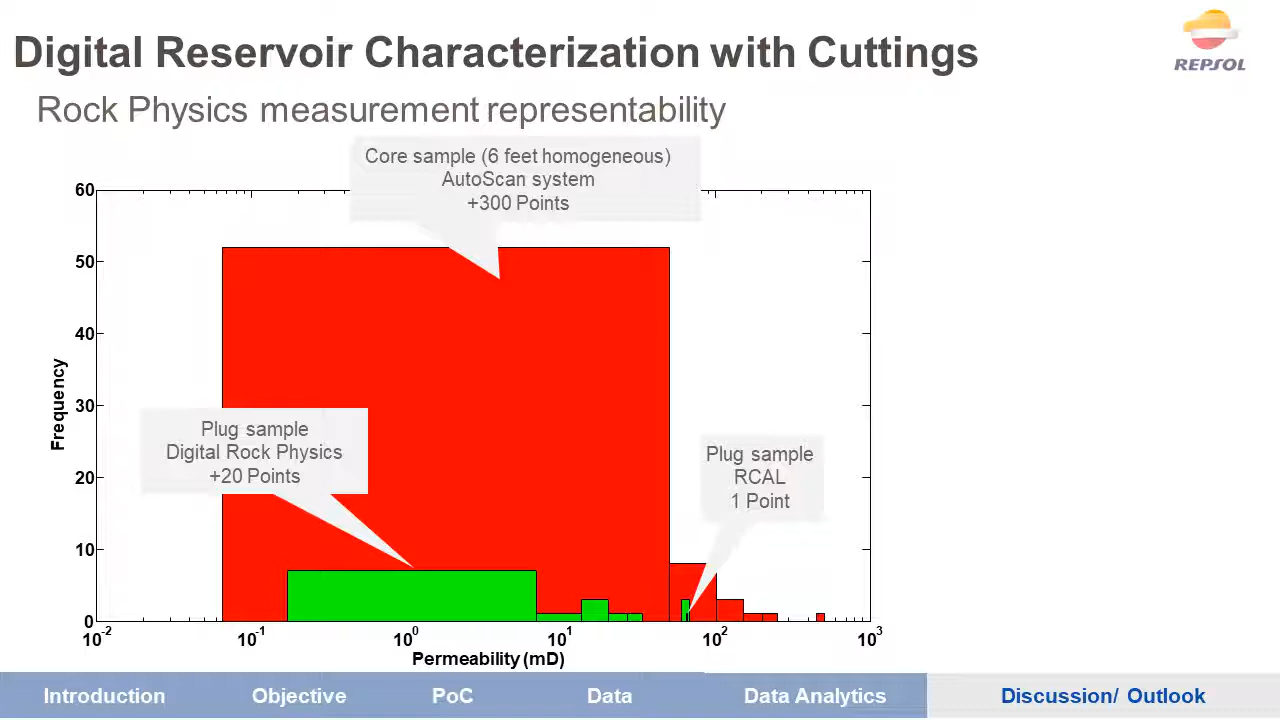 Digital Reservoir Characterization with Cuttings
REPSOL
Rock Physics measurement representability
Core sample (6 feet homogeneous)
AutoScan system
+300 Points
60
50
40
30
20
10
0
Frequency
Plug sample
Digital Rock Physics
+20 Points
Plug sample
RCAL
1 Point
10⁻² 10⁻¹ 10⁰ 10¹ 10² 10³
Permeability (mD)
Introduction Objective PoC Data Data Analytics Discussion/ Outlook